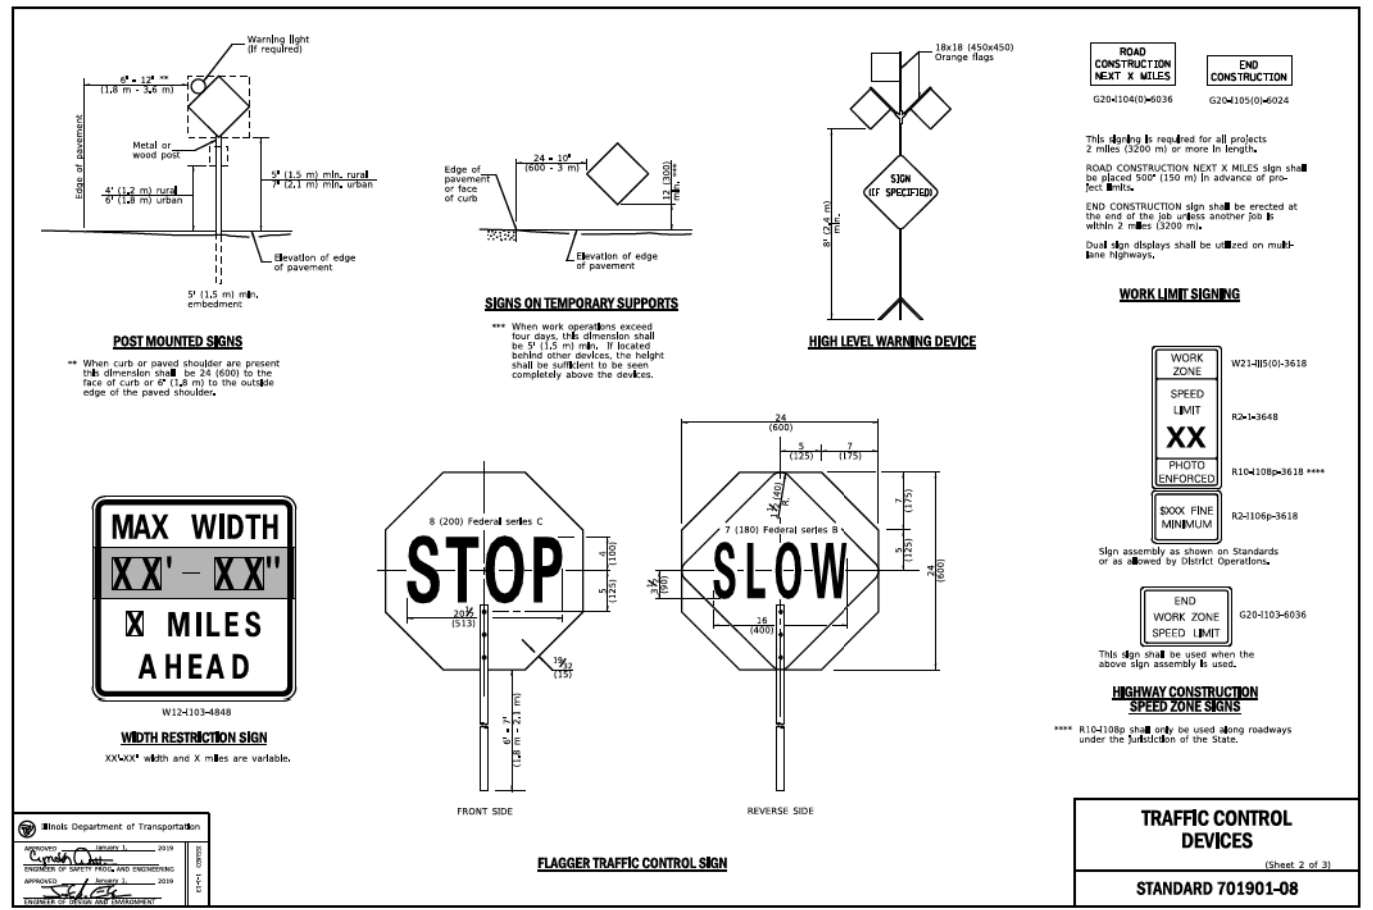 Warning light
(if required)
6' - 12' **
(1.8 m - 3.6 m)
Edge of pavement
Metal or
wood post
4' (1.2 m) rural
6' (1.8 m) urban
5' (1.5 m) min. rural
7' (2.1 m) min. urban
Elevation of edge
of pavement
5' (1.5 m) min.
embedment
POST MOUNTED SIGNS
** When curb or paved shoulder are present
this dimension shall be 24 (600) to the
face of curb or 6' (1.8 m) to the outside
edge of the paved shoulder.
Edge of
pavement
or face
of curb
24 - 10'
(600 - 3 m)
12 (300)
min. ***
Elevation of edge
of pavement
SIGNS ON TEMPORARY SUPPORTS
*** When work operations exceed
four days, this dimension shall
be 5' (1.5 m) min. If located
behind other devices, the height
shall be sufficient to be seen
completely above the devices.
18x18 (450x450)
Orange flags
SIGN
(IF SPECIFIED)
8' (2.4 m)
min.
HIGH LEVEL WARNING DEVICE
ROAD
CONSTRUCTION
NEXT X MILES
G20-I104(0)-6036
END
CONSTRUCTION
G20-I105(0)-6024
This signing is required for all projects
2 miles (3200 m) or more in length.
ROAD CONSTRUCTION NEXT X MILES sign shall
be placed 500' (150 m) in advance of pro-
ject limits.
END CONSTRUCTION sign shall be erected at
the end of the job unless another job is
within 2 miles (3200 m).
Dual sign displays shall be utilized on multi-
lane highways.
WORK LIMIT SIGNING
WORK
ZONE
W21-I115(0)-3618
SPEED
LIMIT
XX
R2-1-3648
PHOTO
ENFORCED
R10-I108p-3618 ****
$XXX FINE
MINIMUM
R2-I106p-3618
Sign assembly as shown on Standards
or as allowed by District Operations.
END
WORK ZONE
SPEED LIMIT
G20-I103-6036
This sign shall be used when the
above sign assembly is used.
HIGHWAY CONSTRUCTION
SPEED ZONE SIGNS
**** R10-I108p shall only be used along roadways
under the juristiction of the State.
MAX WIDTH
XX' - XX"
X MILES
AHEAD
W12-I103-4848
WIDTH RESTRICTION SIGN
XX'-XX" width and X miles are variable.
8 (200) Federal series C
STOP
4
(100)
5
(125)
20½
(513)
19/32
(15)
6' - 7'
(1.8 m - 2.1 m)
FRONT SIDE
24
(600)
5
(125)
7
(175)
1½ (40)
R.
7
(175)
5
(125)
24
(600)
7 (180) Federal series B
SLOW
3½
(90)
16
(400)
REVERSE SIDE
FLAGGER TRAFFIC CONTROL SIGN
Illinois Department of Transportation
APPROVED January 1, 2019
ENGINEER OF SAFETY PROG. AND ENGINEERING
APPROVED January 1, 2019
ENGINEER OF DESIGN AND ENVIRONMENT
TRAFFIC CONTROL
DEVICES
(Sheet 2 of 3)
STANDARD 701901-08